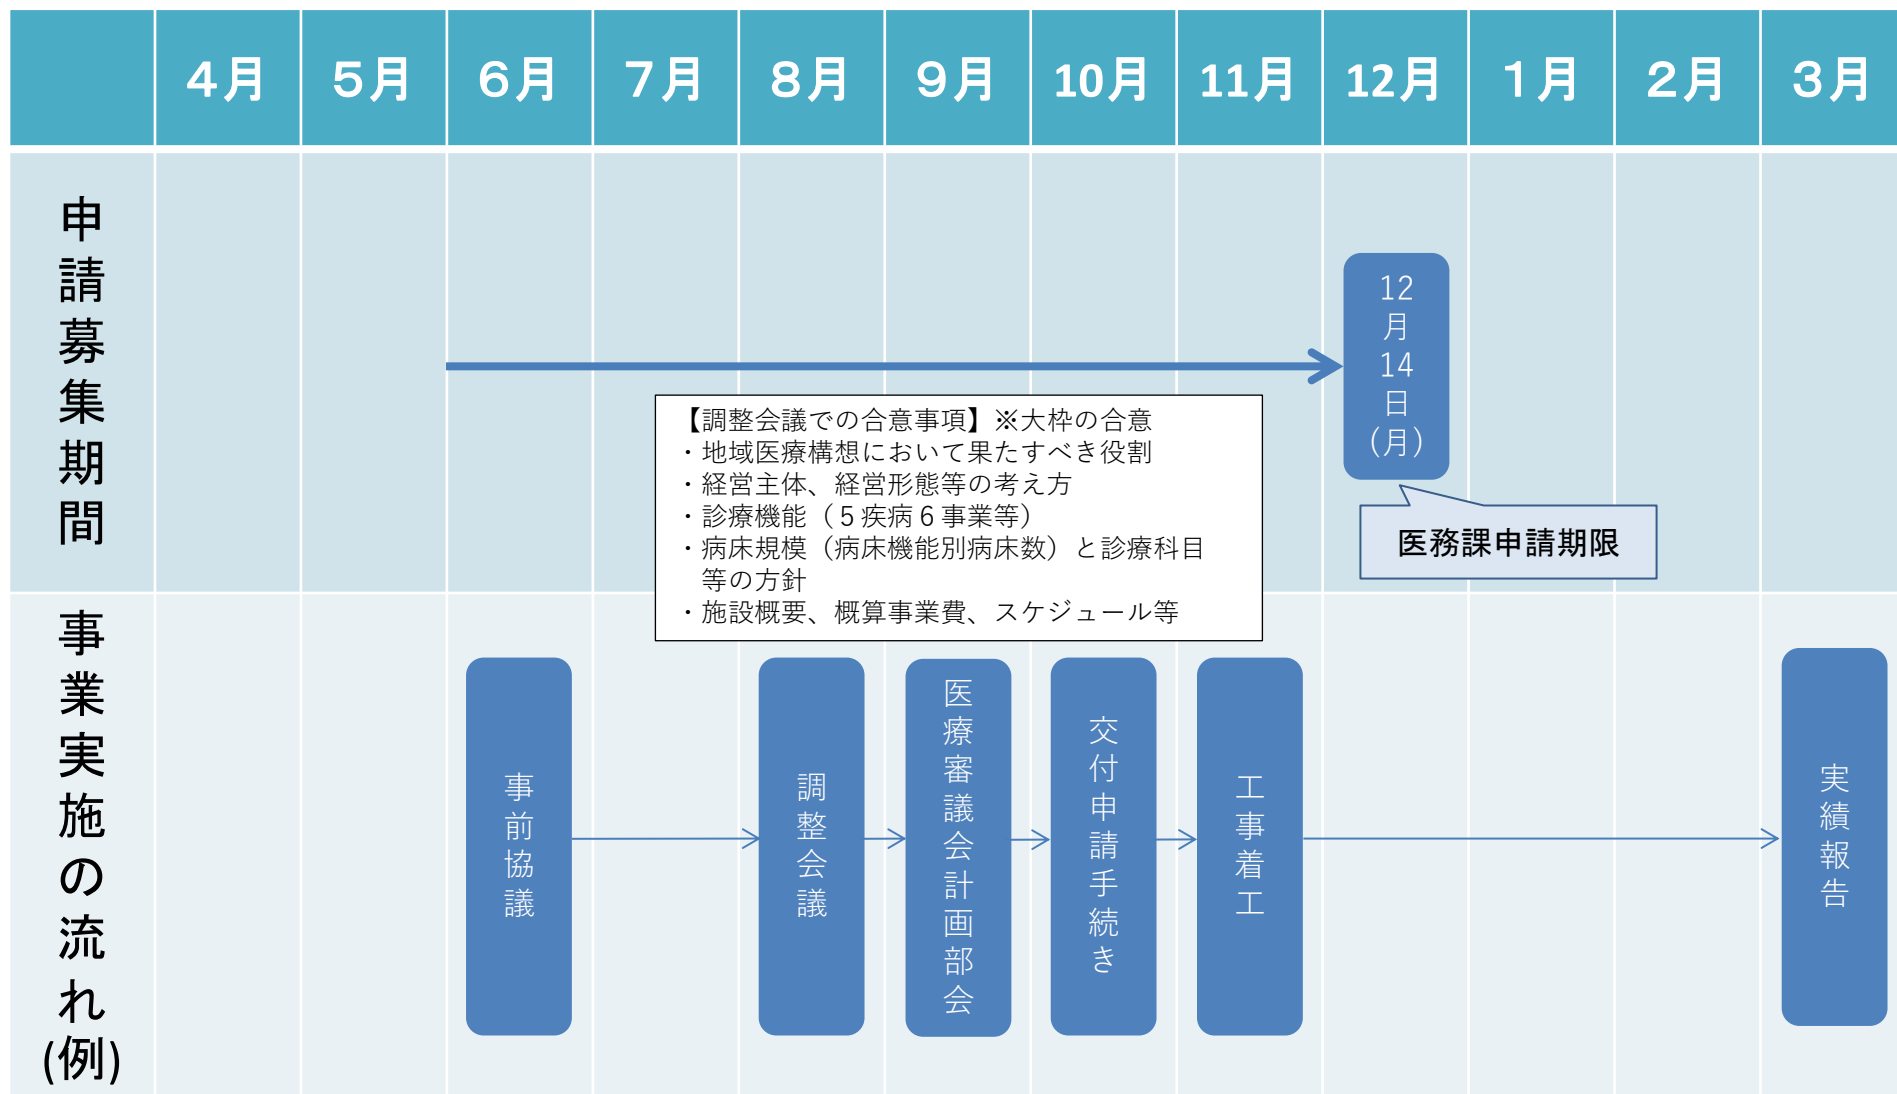 ４月 ５月 ６月 ７月 ８月 ９月 10月 11月 12月 １月 ２月 ３月
申請募集期間
12月14日（月）
医務課申請期限
【調整会議での合意事項】※大枠の合意
・地域医療構想において果たすべき役割
・経営主体、経営形態等の考え方
・診療機能（５疾病６事業等）
・病床規模（病床機能別病床数）と診療科目
等の方針
・施設概要、概算事業費、スケジュール等
事業実施の流れ(例)
事前協議
調整会議
医療審議会計画部会
交付申請手続き
工事着工
実績報告